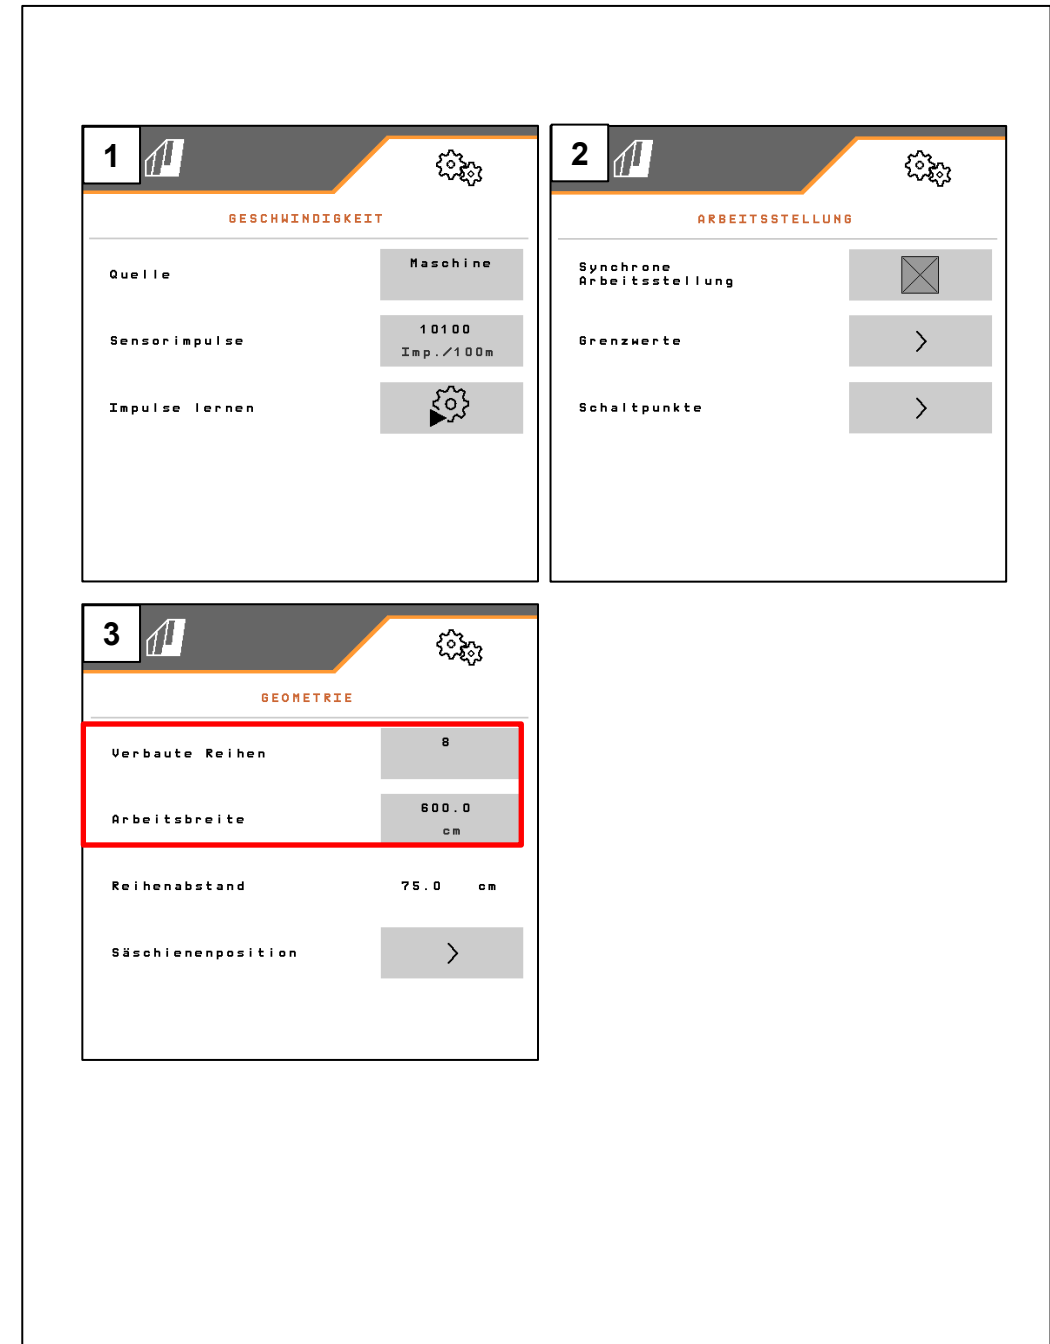 1
GESCHWINDIGKEIT
Quelle
Maschine
Sensorimpulse
10100
Imp./100m
Impulse lernen
2
ARBEITSSTELLUNG
Synchrone
Arbeitsstellung
Grenzwerte
Schaltpunkte
3
GEOMETRIE
Verbaute Reihen
8
Arbeitsbreite
600.0
cm
Reihenabstand
75.0 cm
Säschienenposition